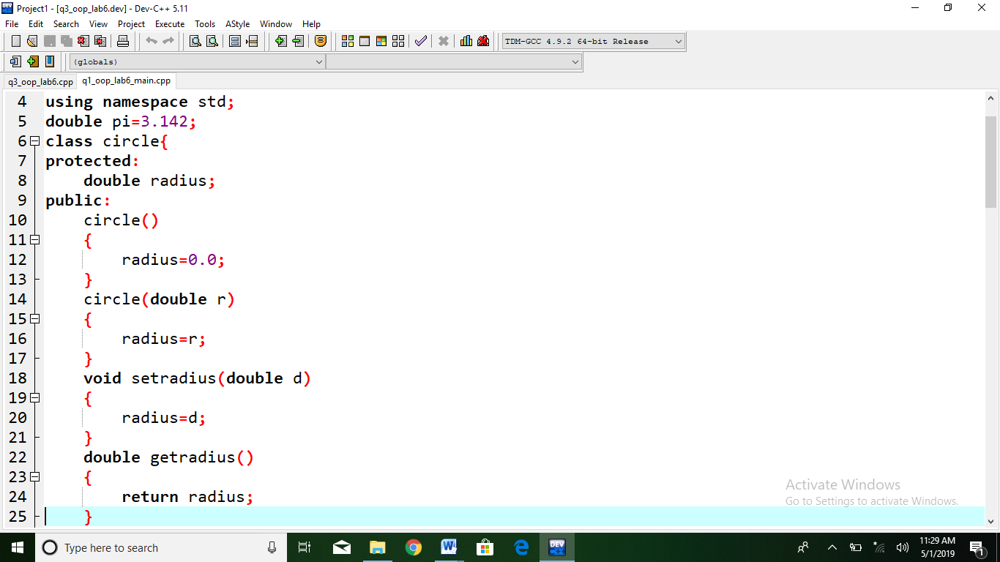 Project1 - [q3_oop_lab6.dev] - Dev-C++ 5.11
File Edit Search View Project Execute Tools AStyle Window Help
TDM-GCC 4.9.2 64-bit Release
(globals)
q3_oop_lab6.cpp q1_oop_lab6_main.cpp
4 using namespace std;
5 double pi=3.142;
6 class circle{
7 protected:
8 double radius;
9 public:
10 circle()
11 {
12 radius=0.0;
13 }
14 circle(double r)
15 {
16 radius=r;
17 }
18 void setradius(double d)
19 {
20 radius=d;
21 }
22 double getradius()
23 {
24 return radius;
25 }
Activate Windows
Go to Settings to activate Windows.
Type here to search
DEV
11:29 AM
5/1/2019
1